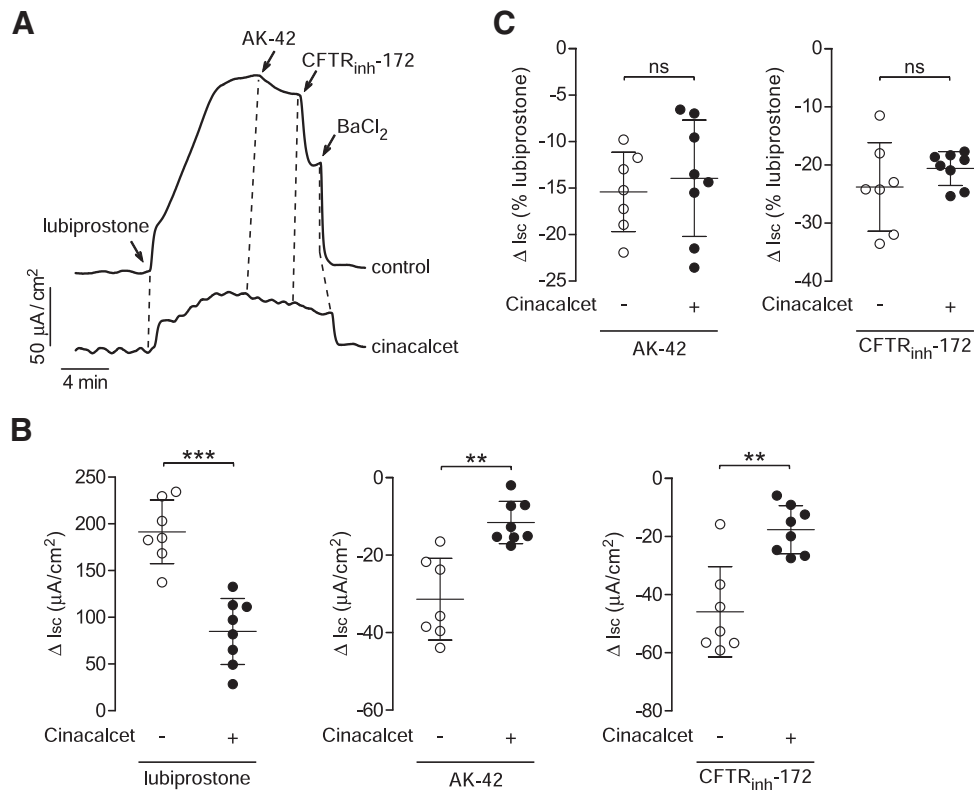 A
AK-42
CFTRinh-172
BaCl2
lubiprostone
control
50 µA/cm2
cinacalcet
4 min
C
0
-5
-10
-15
-20
-25
Δ Isc (% lubiprostone)
ns
Cinacalcet - +
AK-42
0
-10
-20
-30
-40
Δ Isc (% lubiprostone)
ns
- +
CFTRinh-172
B
250
200
150
100
50
0
Δ Isc (µA/cm2)
***
Cinacalcet - +
lubiprostone
0
-20
-40
-60
Δ Isc (µA/cm2)
**
Cinacalcet - +
AK-42
0
-20
-40
-60
-80
Δ Isc (µA/cm2)
**
Cinacalcet - +
CFTRinh-172